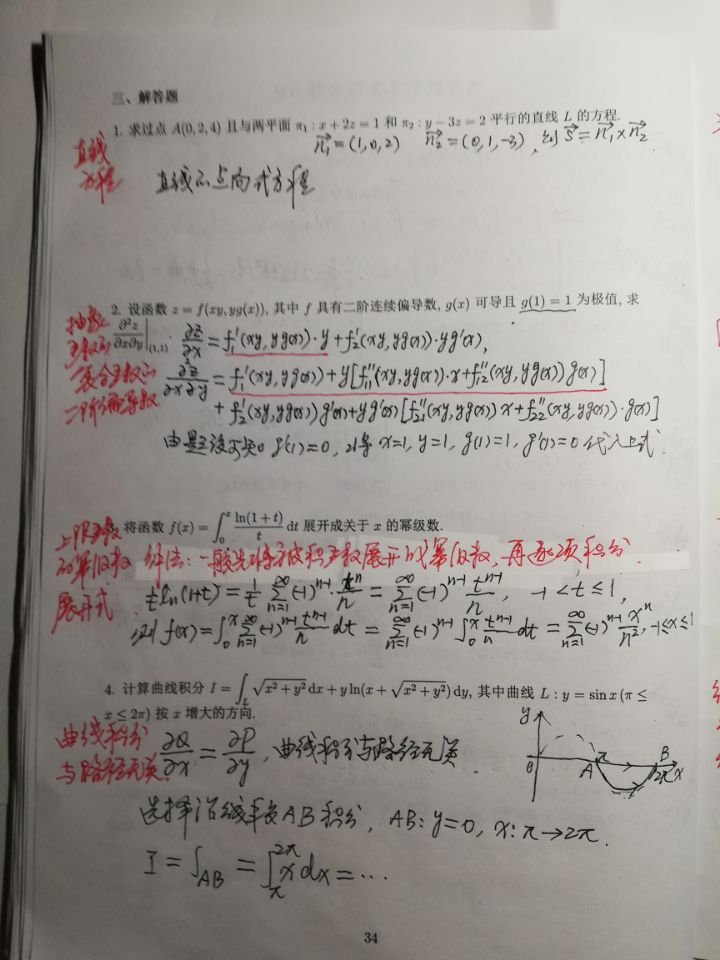 三、解答题
1. 求过点 A(0,2,4) 且与两平面 π₁ : x + 2z = 1 和 π₂ : y − 3z = 2 平行的直线 L 的方程.
n₁→=(1,0,2) n₂→=(0,1,-3), 则 s→=n₁→×n₂→
直线
方程
直线的点向式方程
2. 设函数 z = f(xy, yg(x)), 其中 f 具有二阶连续偏导数, g(x) 可导且 g(1) = 1 为极值, 求
∂²z/∂x∂y|(1,1).
抽象
函数的
复合函数的
二阶偏导数
∂z/∂x = f₁'(xy, yg(x))·y + f₂'(xy, yg(x))·yg'(x),
∂²z/∂x∂y = f₁'(xy, yg(x)) + y[f₁₁''(xy, yg(x))·x + f₁₂''(xy, yg(x)) g(x)]
+ f₂'(xy, yg(x)) g'(x) + yg'(x)[f₂₁''(xy, yg(x)) x + f₂₂''(xy, yg(x))·g(x)]
由题设可知 g'(1)=0, 将 x=1, y=1, g(1)=1, g'(1)=0 代入上式.
3. 将函数 f(x) = ∫₀ˣ ln(1+t)/t dt 展开成关于 x 的幂级数.
上限函数
的幂级数
展开式
解法: 一般先将被积函数展开成幂级数, 再逐项积分.
1/t ln(1+t) = 1/t ∑_{n=1}^∞ (-1)^{n-1}·tⁿ/n = ∑_{n=1}^∞ (-1)^{n-1} t^{n-1}/n, -1 < t ≤ 1,
则 f(x) = ∫₀ˣ ∑_{n=1}^∞ (-1)^{n-1} t^{n-1}/n dt = ∑_{n=1}^∞ (-1)^{n-1} ∫₀ˣ t^{n-1}/n dt = ∑_{n=1}^∞ (-1)^{n-1} xⁿ/n², -1≤x≤1
4. 计算曲线积分 I = ∫_L √(x² + y²) dx + y ln(x + √(x² + y²)) dy, 其中曲线 L : y = sin x (π ≤
x ≤ 2π) 按 x 增大的方向.
曲线积分
与路径无关
∂Q/∂x = ∂P/∂y, 曲线积分与路径无关.
y
0 A π B 2π x
选择沿线段AB积分, AB: y=0, x: π→2π.
I = ∫_AB = ∫_π^{2π} x dx = ···
34